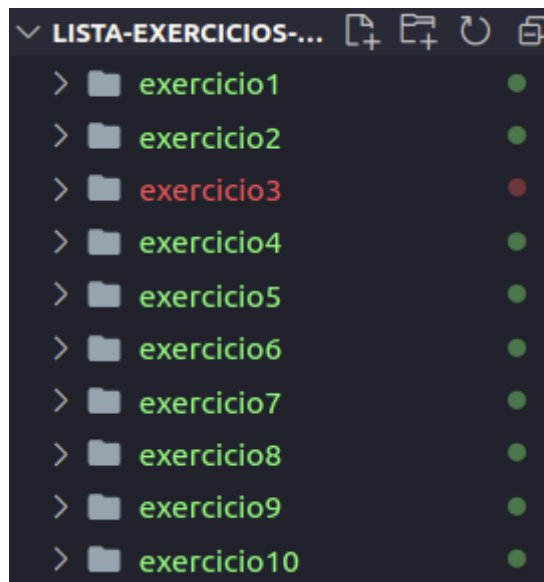 LISTA-EXERCICIOS-...
exercicio1
exercicio2
exercicio3
exercicio4
exercicio5
exercicio6
exercicio7
exercicio8
exercicio9
exercicio10